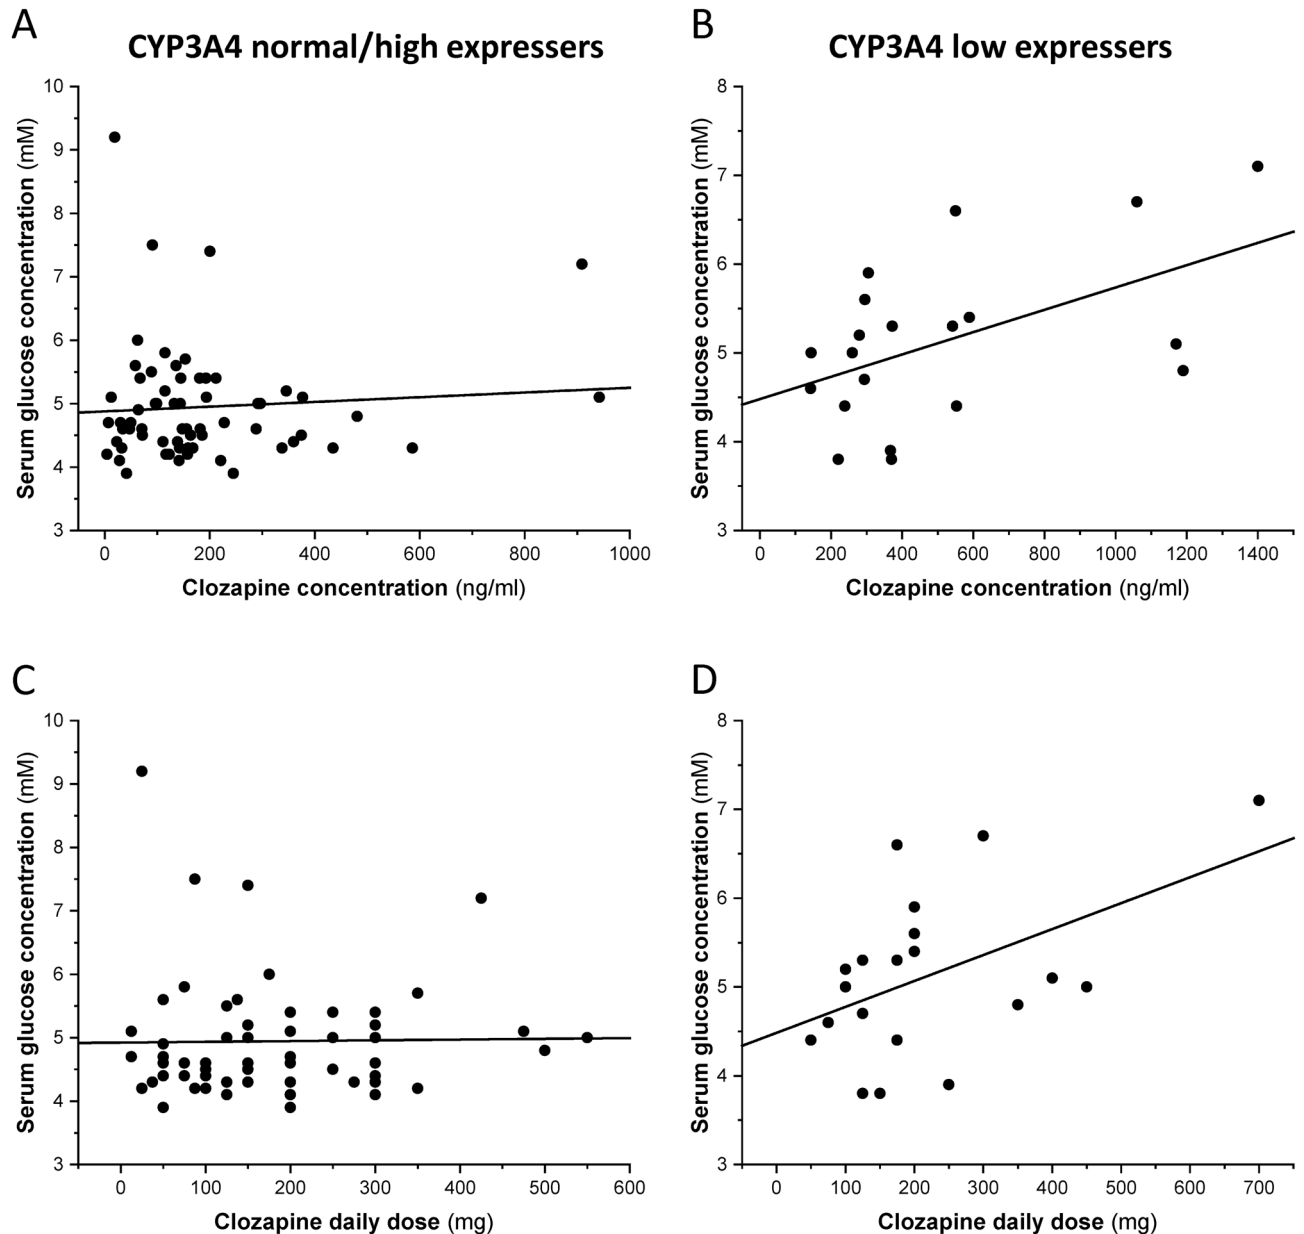 A
CYP3A4 normal/high expressers
10
9
8
7
6
5
4
3
Serum glucose concentration (mM)
0 200 400 600 800 1000
Clozapine concentration (ng/ml)
B
CYP3A4 low expressers
8
7
6
5
4
3
Serum glucose concentration (mM)
0 200 400 600 800 1000 1200 1400
Clozapine concentration (ng/ml)
C
10
9
8
7
6
5
4
3
Serum glucose concentration (mM)
0 100 200 300 400 500 600
Clozapine daily dose (mg)
D
8
7
6
5
4
3
Serum glucose concentration (mM)
0 100 200 300 400 500 600 700
Clozapine daily dose (mg)